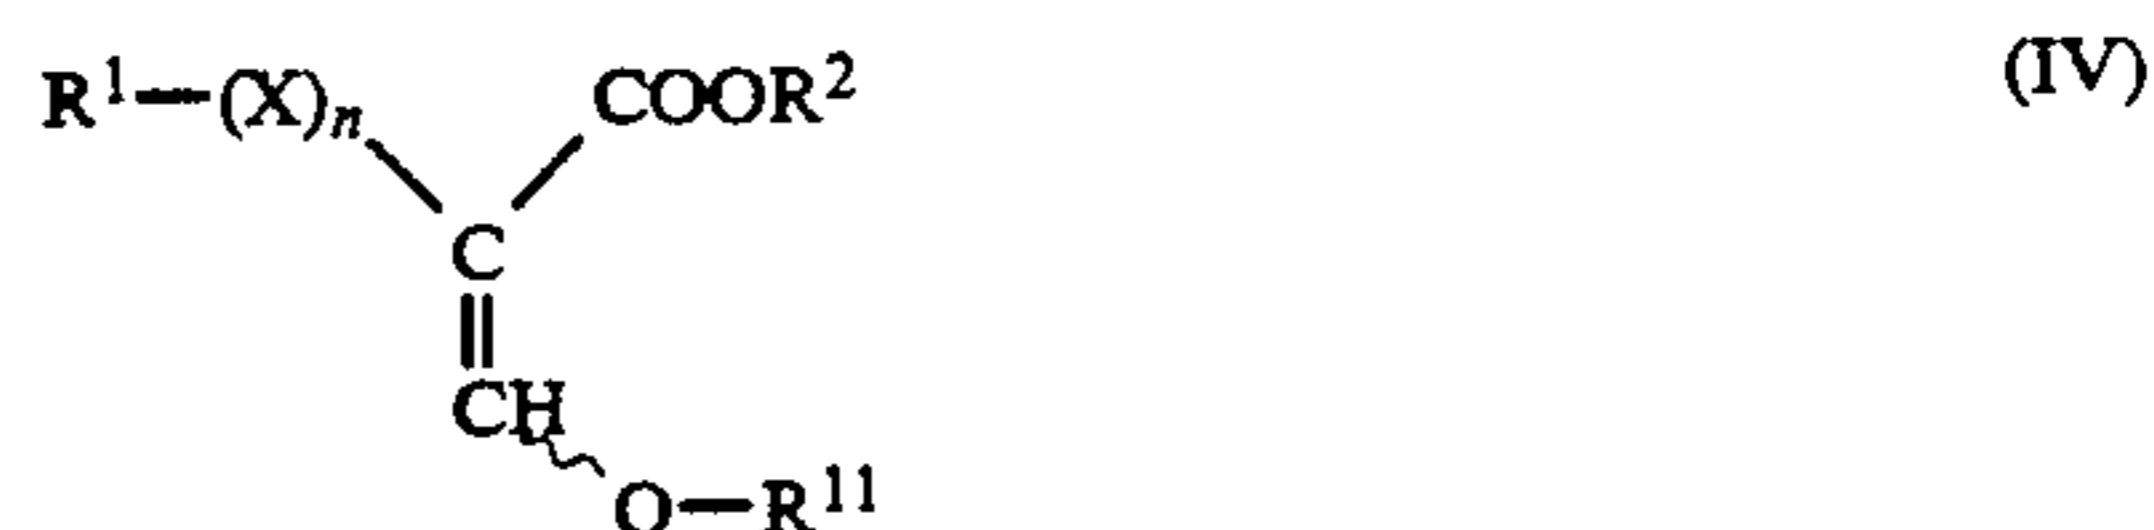 R¹—(X)ₙ COOR² (IV)
C
CH
O—R¹¹